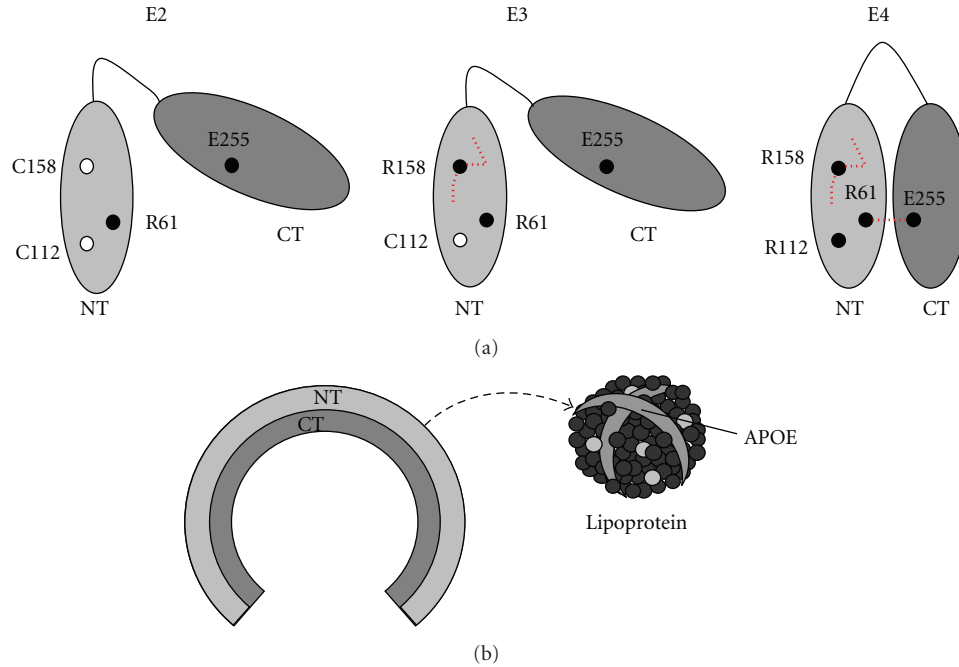 E2
E3
E4
C158
E255
R61
C112
CT
NT
R158
E255
R61
C112
CT
NT
R158
R61
E255
R112
NT
CT
(a)
NT
CT
APOE
Lipoprotein
(b)